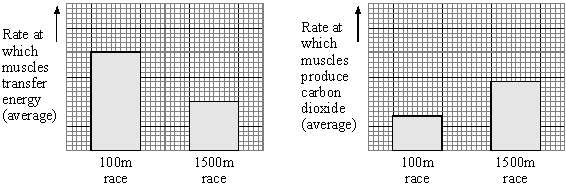 Rate at
which
muscles
transfer
energy
(average)
100m
race
1500m
race
Rate at
which
muscles
produce
carbon
dioxide
(average)
100m
race
1500m
race